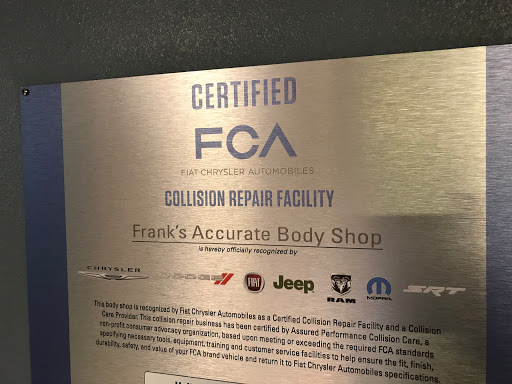 CERTIFIED
FCA
FIAT CHRYSLER AUTOMOBILES
COLLISION REPAIR FACILITY
Frank's Accurate Body Shop
is hereby officially recognized by
CHRYSLER DODGE FIAT Jeep RAM MOPAR SRT
This body shop is recognized by Fiat Chrysler Automobiles as a Certified Collision Repair Facility and a Collision
Care Provider. This collision repair business has been certified by Assured Performance Collision Care, a
non-profit consumer advocacy organization, based upon meeting or exceeding the required FCA standards
specifying necessary tools, equipment, training and customer service facilities to help ensure the fit, finish,
durability, safety, and value of your FCA brand vehicle and return it to Fiat Chrysler Automobiles specifications.